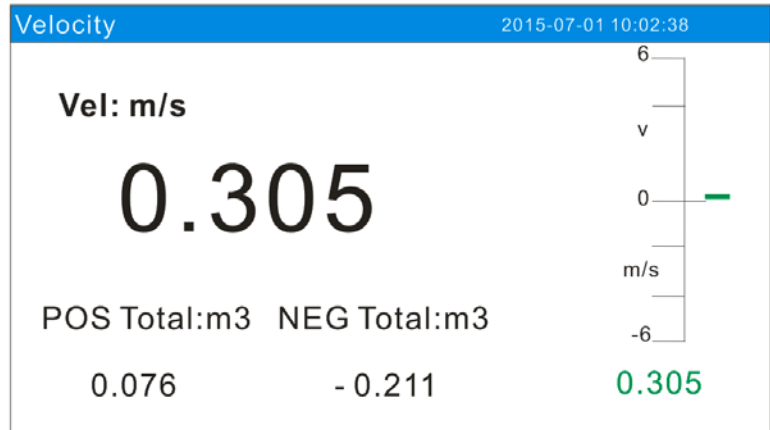 Velocity 2015-07-01 10:02:38
6
Vel: m/s
v
0.305
0
m/s
POS Total:m3 NEG Total:m3
-6
0.076 - 0.211 0.305